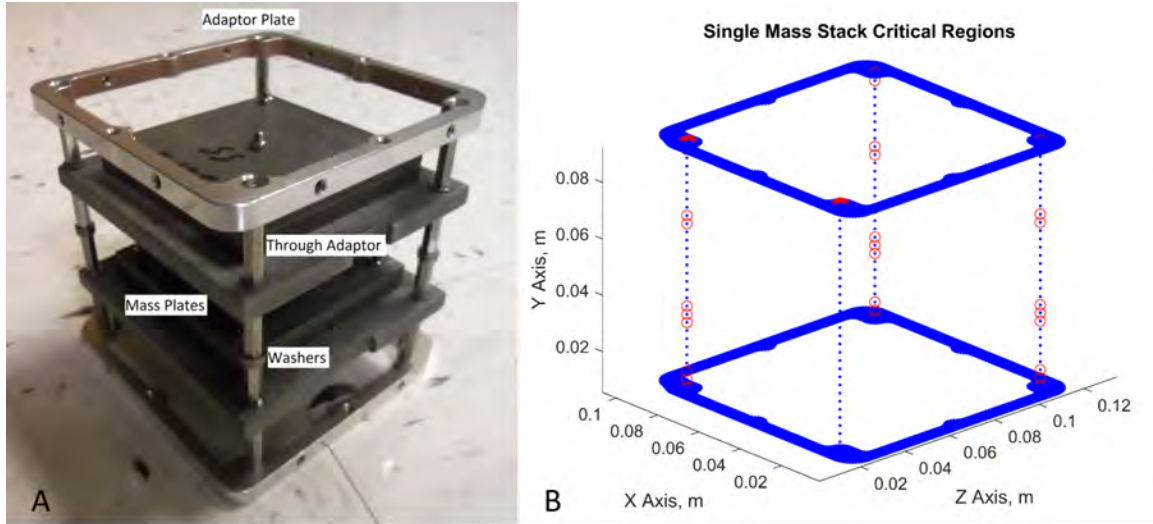 Adaptor Plate
Through Adaptor
Mass Plates
Washers
A
Single Mass Stack Critical Regions
Y Axis, m
0.08
0.06
0.04
0.02
0.1
0.08
0.06
0.04
0.02
X Axis, m
0.02
0.04
0.06
0.08
0.1
0.12
Z Axis, m
B